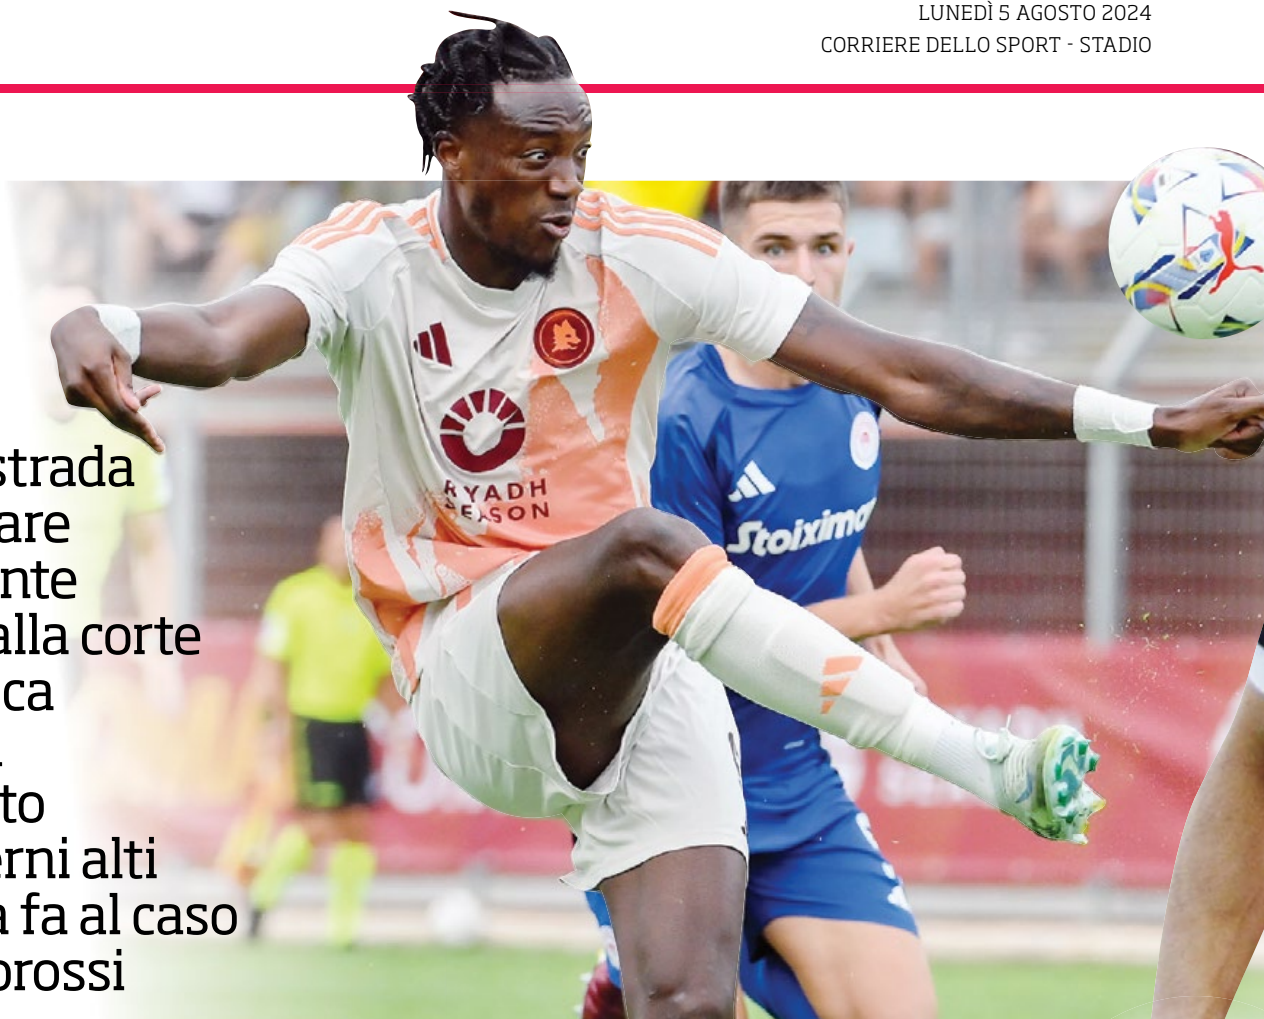 LUNEDÌ 5 AGOSTO 2024
CORRIERE DELLO SPORT - STADIO
strada
are
nte
alla corte
ca
to
erni alti
a fa al caso
orossi
RYADH
SEASON
Stoixima